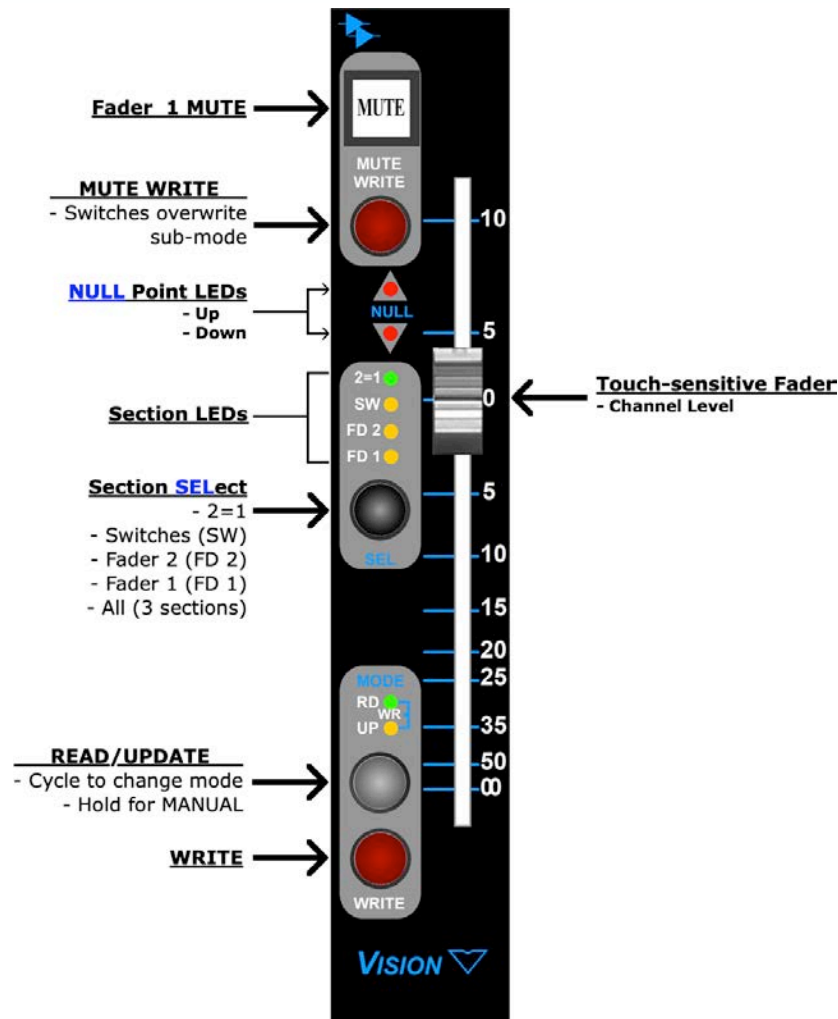 Fader 1 MUTE
MUTE
MUTE
WRITE
MUTE WRITE
- Switches overwrite
sub-mode
10
NULL Point LEDs
- Up
- Down
NULL
5
2=1
SW
FD 2
FD 1
Section LEDs
0
Touch-sensitive Fader
- Channel Level
Section SELect
- 2=1
- Switches (SW)
- Fader 2 (FD 2)
- Fader 1 (FD 1)
- All (3 sections)
SEL
5
10
15
20
25
35
50
∞
MODE
RD
WR
UP
READ/UPDATE
- Cycle to change mode
- Hold for MANUAL
WRITE
WRITE
VISION